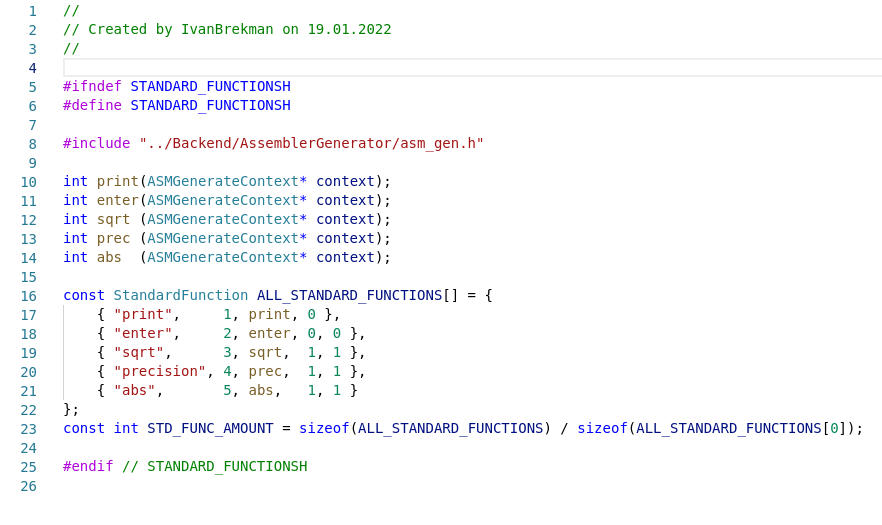 1 //
2 // Created by IvanBrekman on 19.01.2022
3 //
4
5 #ifndef STANDARD_FUNCTIONSH
6 #define STANDARD_FUNCTIONSH
7
8 #include "../Backend/AssemblerGenerator/asm_gen.h"
9
10 int print(ASMGenerateContext* context);
11 int enter(ASMGenerateContext* context);
12 int sqrt (ASMGenerateContext* context);
13 int prec (ASMGenerateContext* context);
14 int abs  (ASMGenerateContext* context);
15
16 const StandardFunction ALL_STANDARD_FUNCTIONS[] = {
17     { "print",     1, print, 0 },
18     { "enter",     2, enter, 0, 0 },
19     { "sqrt",      3, sqrt,  1, 1 },
20     { "precision", 4, prec,  1, 1 },
21     { "abs",       5, abs,   1, 1 }
22 };
23 const int STD_FUNC_AMOUNT = sizeof(ALL_STANDARD_FUNCTIONS) / sizeof(ALL_STANDARD_FUNCTIONS[0]);
24
25 #endif // STANDARD_FUNCTIONSH
26